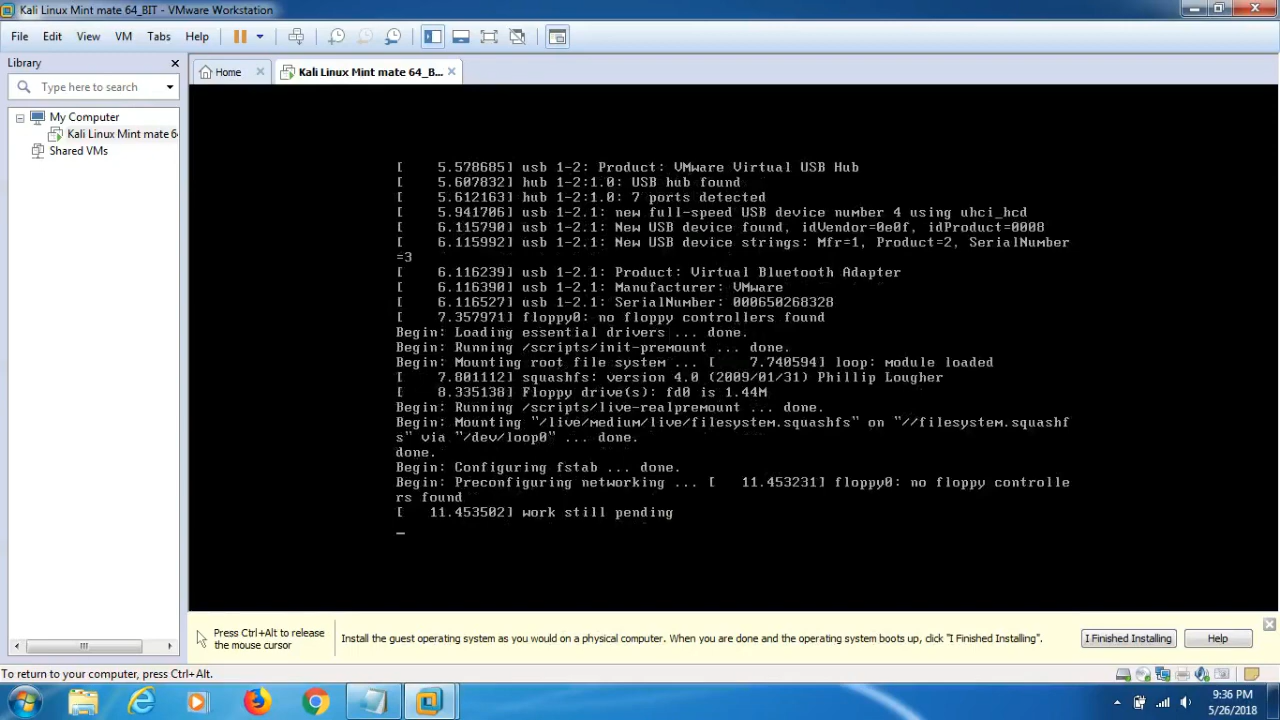 Kali Linux Mint mate 64_BIT - VMware Workstation
File Edit View VM Tabs Help
Library
Type here to search
My Computer
Kali Linux Mint mate 6
Shared VMs
Home
Kali Linux Mint mate 64_B...
[ 5.578685] usb 1-2: Product: VMware Virtual USB Hub
[ 5.607832] hub 1-2:1.0: USB hub found
[ 5.612163] hub 1-2:1.0: 7 ports detected
[ 5.941706] usb 1-2.1: new full-speed USB device number 4 using uhci_hcd
[ 6.115790] usb 1-2.1: New USB device found, idVendor=0e0f, idProduct=0008
[ 6.115992] usb 1-2.1: New USB device strings: Mfr=1, Product=2, SerialNumber
=3
[ 6.116239] usb 1-2.1: Product: Virtual Bluetooth Adapter
[ 6.116390] usb 1-2.1: Manufacturer: VMware
[ 6.116527] usb 1-2.1: SerialNumber: 000650268328
[ 7.357971] floppy0: no floppy controllers found
Begin: Loading essential drivers ... done.
Begin: Running /scripts/init-premount ... done.
Begin: Mounting root file system ... [ 7.740594] loop: module loaded
[ 7.801112] squashfs: version 4.0 (2009/01/31) Phillip Lougher
[ 8.335138] Floppy drive(s): fd0 is 1.44M
Begin: Running /scripts/live-realpremount ... done.
Begin: Mounting "/live/medium/live/filesystem.squashfs" on "//filesystem.squashf
s" via "/dev/loop0" ... done.
done.
Begin: Configuring fstab ... done.
Begin: Preconfiguring networking ... [ 11.453231] floppy0: no floppy controlle
rs found
[ 11.453502] work still pending
Press Ctrl+Alt to release
the mouse cursor
Install the guest operating system as you would on a physical computer. When you are done and the operating system boots up, click "I Finished Installing".
I Finished Installing
Help
To return to your computer, press Ctrl+Alt.
9:36 PM
5/26/2018